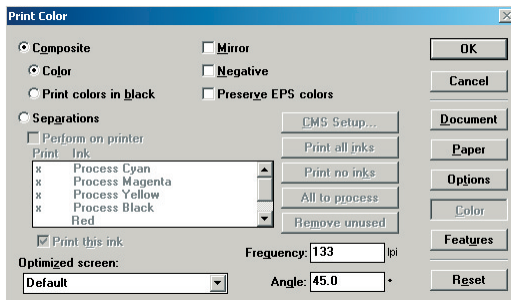 Print Color
Composite
Color
Print colors in black
Separations
Perform on printer
Print Ink
x Process Cyan
x Process Magenta
x Process Yellow
x Process Black
Red
Print this ink
Optimized screen:
Default
Mirror
Negative
Preserve EPS colors
CMS Setup...
Print all inks
Print no inks
All to process
Remove unused
Frequency: 133 lpi
Angle: 45.0 °
OK
Cancel
Document
Paper
Options
Color
Features
Reset